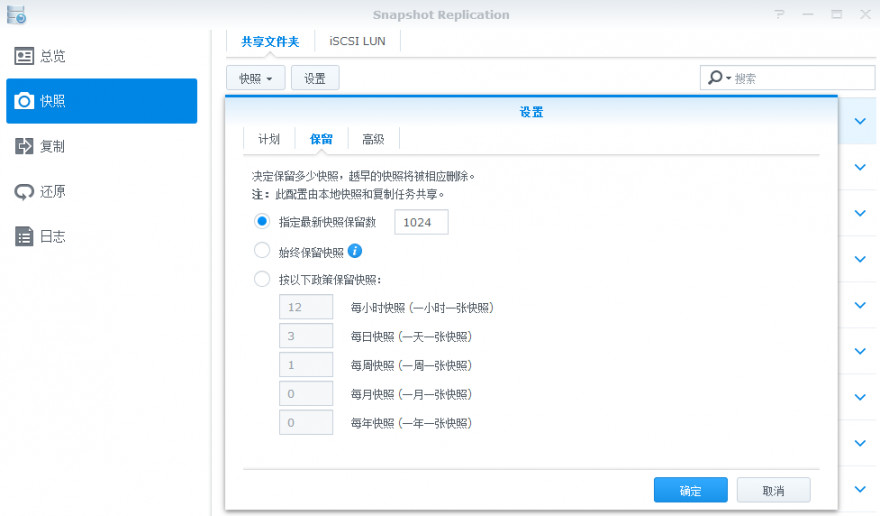 Snapshot Replication
总览
快照
复制
还原
日志
共享文件夹 iSCSI LUN
快照 设置
搜索
设置
计划 保留 高级
决定保留多少快照，越早的快照将被相应删除。
注：此配置由本地快照和复制任务共享。
指定最新快照保留数 1024
始终保留快照
按以下政策保留快照：
12 每小时快照 (一小时一张快照)
3 每日快照 (一天一张快照)
1 每周快照 (一周一张快照)
0 每月快照 (一月一张快照)
0 每年快照 (一年一张快照)
确定 取消